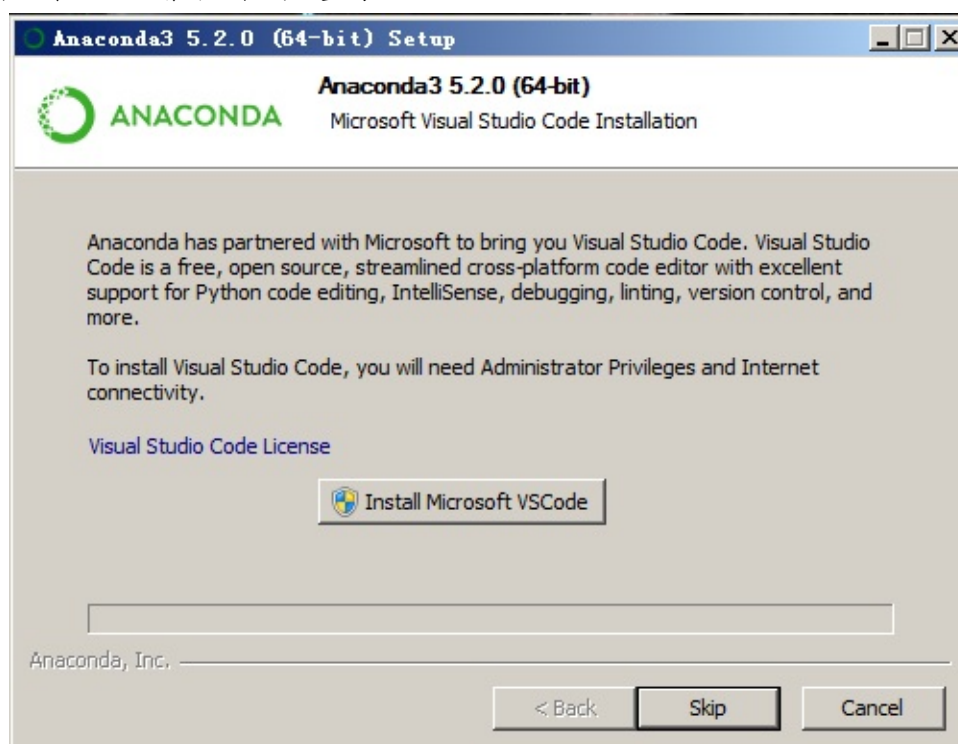 Anaconda3 5.2.0 (64-bit) Setup
ANACONDA
Anaconda3 5.2.0 (64-bit)
Microsoft Visual Studio Code Installation
Anaconda has partnered with Microsoft to bring you Visual Studio Code. Visual Studio
Code is a free, open source, streamlined cross-platform code editor with excellent
support for Python code editing, IntelliSense, debugging, linting, version control, and
more.
To install Visual Studio Code, you will need Administrator Privileges and Internet
connectivity.
Visual Studio Code License
Install Microsoft VSCode
Anaconda, Inc.
< Back
Skip
Cancel